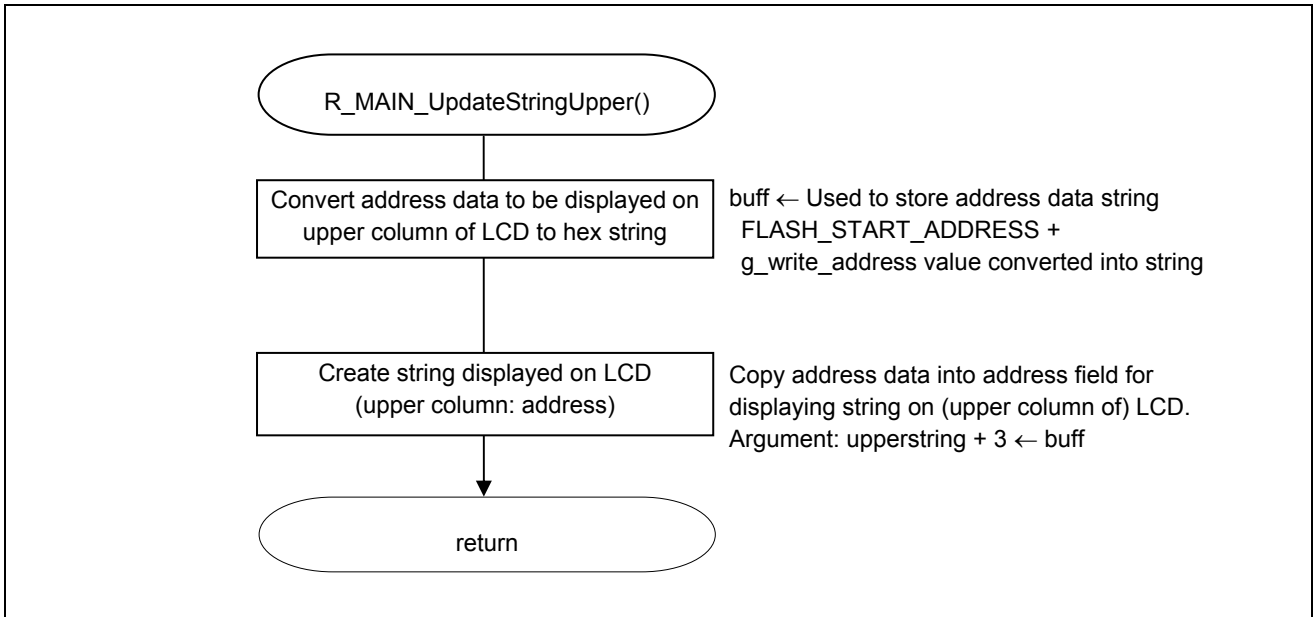 R_MAIN_UpdateStringUpper()
Convert address data to be displayed on
upper column of LCD to hex string
buff ← Used to store address data string
FLASH_START_ADDRESS +
g_write_address value converted into string
Create string displayed on LCD
(upper column: address)
Copy address data into address field for
displaying string on (upper column of) LCD.
Argument: upperstring + 3 ← buff
return